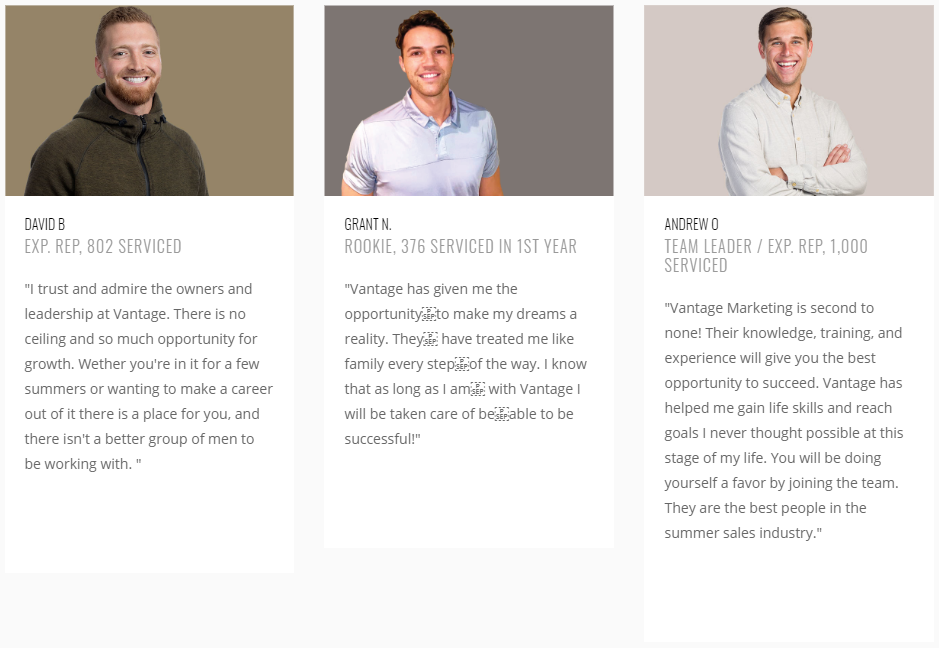 DAVID B
EXP. REP, 802 SERVICED
"I trust and admire the owners and
leadership at Vantage. There is no
ceiling and so much opportunity for
growth. Wether you're in it for a few
summers or wanting to make a career
out of it there is a place for you, and
there isn't a better group of men to
be working with. "
GRANT N.
ROOKIE, 376 SERVICED IN 1ST YEAR
"Vantage has given me the
opportunity
to make my dreams a
reality. They
 have treated me like
family every step
of the way. I know
that as long as I am
 with Vantage I
will be taken care of be
able to be
successful!"
ANDREW O
TEAM LEADER / EXP. REP, 1,000
SERVICED
"Vantage Marketing is second to
none! Their knowledge, training, and
experience will give you the best
opportunity to succeed. Vantage has
helped me gain life skills and reach
goals I never thought possible at this
stage of my life. You will be doing
yourself a favor by joining the team.
They are the best people in the
summer sales industry."